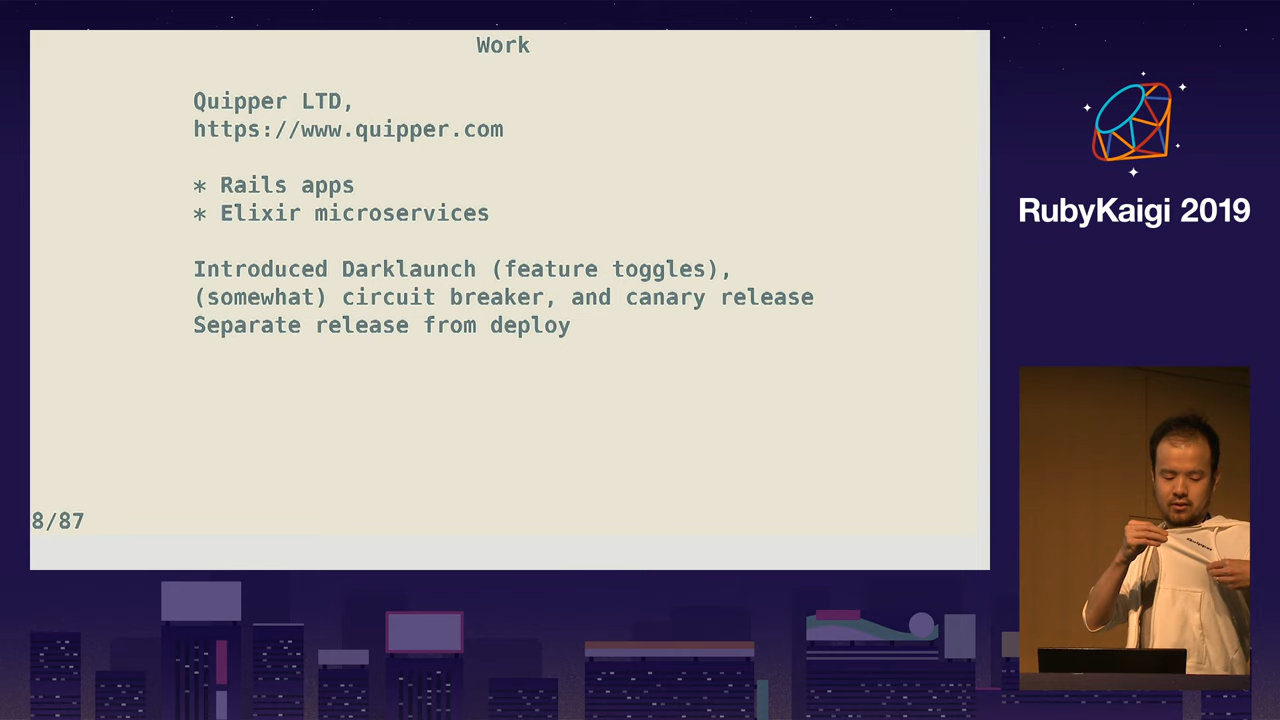 Work
Quipper LTD,
https://www.quipper.com
* Rails apps
* Elixir microservices
Introduced Darklaunch (feature toggles),
(somewhat) circuit breaker, and canary release
Separate release from deploy
8/87
RubyKaigi 2019
Quipper